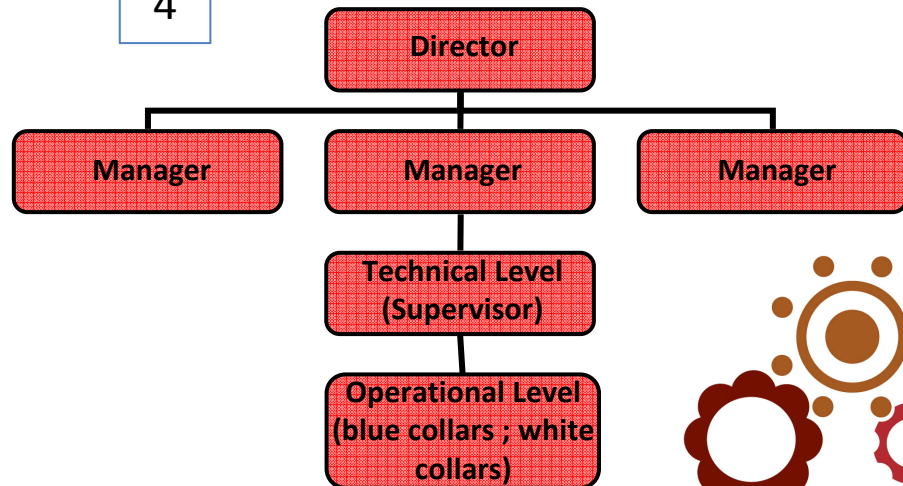 4
Director
Manager
Manager
Manager
Technical Level
(Supervisor)
Operational Level
(blue collars ; white
collars)